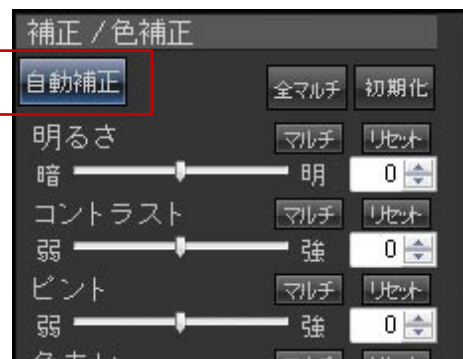 補正／色補正
自動補正 全マルチ 初期化
明るさ マルチ リセット
暗 明 0
コントラスト マルチ リセット
弱 強 0
ピント マルチ リセット
弱 強 0